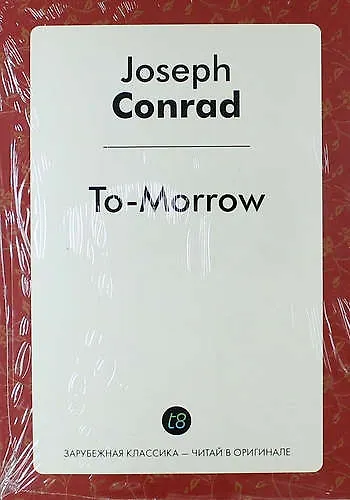 Joseph
Conrad
To-Morrow
t8
ЗАРУБЕЖНАЯ КЛАССИКА — ЧИТАЙ В ОРИГИНАЛЕ